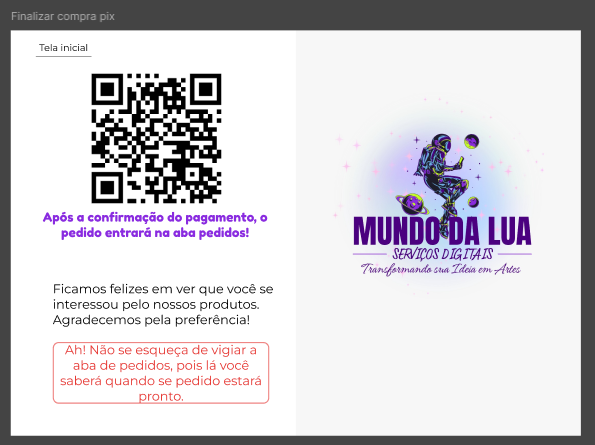 Finalizar compra pix
Tela inicial
Após a confirmação do pagamento, o
pedido entrará na aba pedidos!
Ficamos felizes em ver que você se
interessou pelo nossos produtos.
Agradecemos pela preferência!
Ah! Não se esqueça de vigiar a
aba de pedidos, pois lá você
saberá quando se pedido estará
pronto.
MUNDO DA LUA
SERVIÇOS DIGITAIS
Transformando sua Ideia em Artes